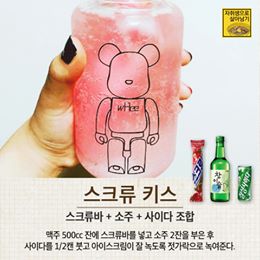 자취생으로
살아남기
whee
스크류 키스
스크류바 + 소주 + 사이다 조합
맥주 500cc 잔에 스크류바를 넣고 소주 2잔을 부은 후
사이다를 1/2캔 붓고 아이스크림이 잘 녹도록 젓가락으로 녹여준다.